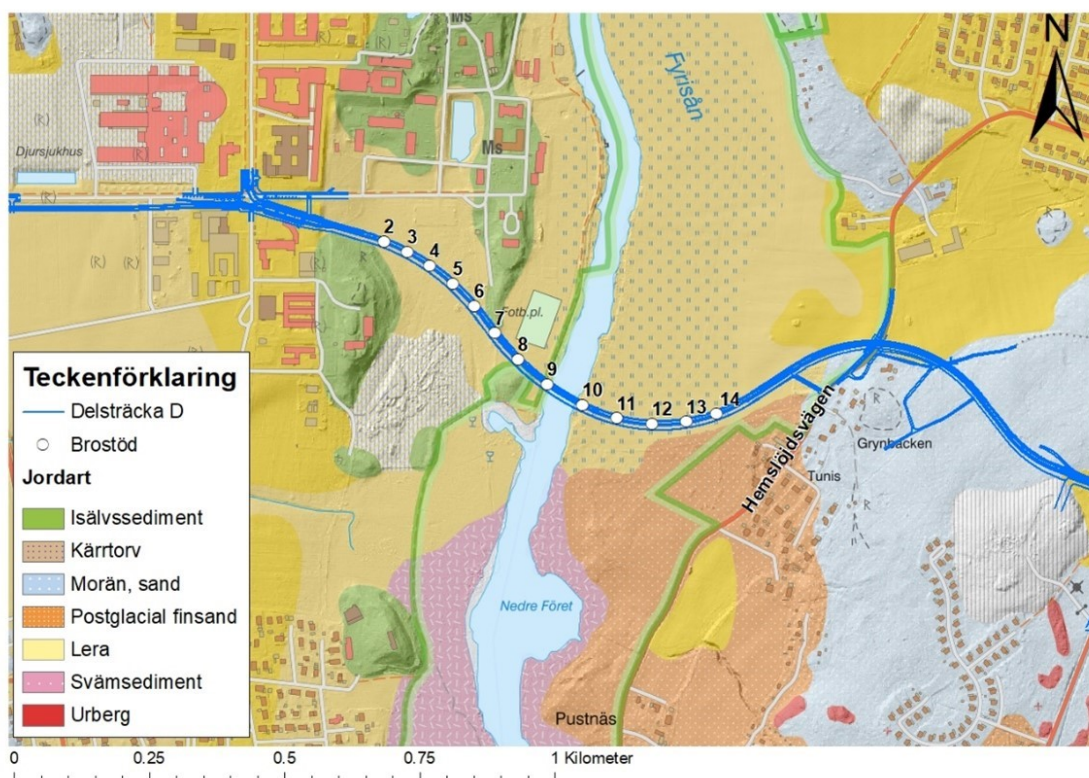 Ms
N
Fyrisån
(R)
(R)
Djursjukhus
Ms
2
3
4
5
6
7
8
9
10
11
12
13
14
(R)
(R)
(R)
R
R
Fotb.pl.
Teckenförklaring
Delsträcka D
Brostöd
Jordart
Isälvssediment
Kärrtorv
Morän, sand
Postglacial finsand
Lera
Svämsediment
Urberg
Hemslöjdsvägen
R
Grynbacken
Tunis
R
Nedre Föret
Pustnäs
0 0.25 0.5 0.75 1 Kilometer